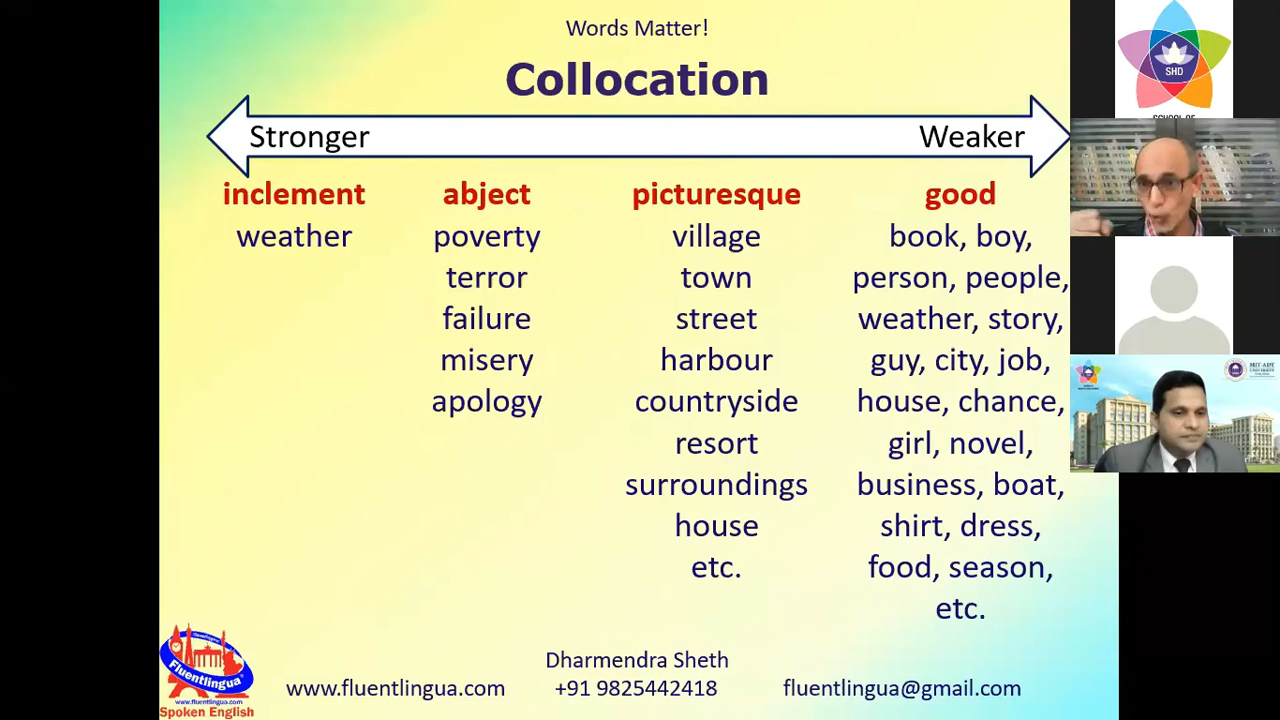 Words Matter!
Collocation
Stronger
Weaker
inclement
weather
abject
poverty
terror
failure
misery
apology
picturesque
village
town
street
harbour
countryside
resort
surroundings
house
etc.
good
book, boy,
person, people,
weather, story,
guy, city, job,
house, chance,
girl, novel,
business, boat,
shirt, dress,
food, season,
etc.
Fluentlingua
www.fluentlingua.com
Spoken English
www.fluentlingua.com
Dharmendra Sheth
+91 9825442418
fluentlingua@gmail.com
SHD